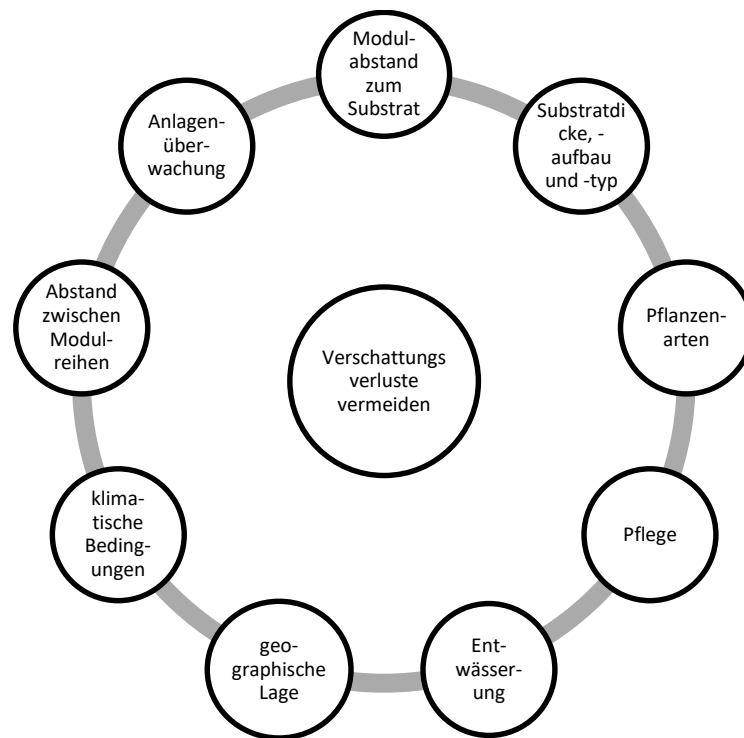 Modul-
abstand
zum
Substrat
Substratdi
cke, -
aufbau
und -typ
Pflanzen-
arten
Pflege
Ent-
wässer-
ung
geo-
graphische
Lage
klima-
tische
Beding-
ungen
Abstand
zwischen
Modul-
reihen
Anlagen-
über-
wachung
Verschattungs
verluste
vermeiden